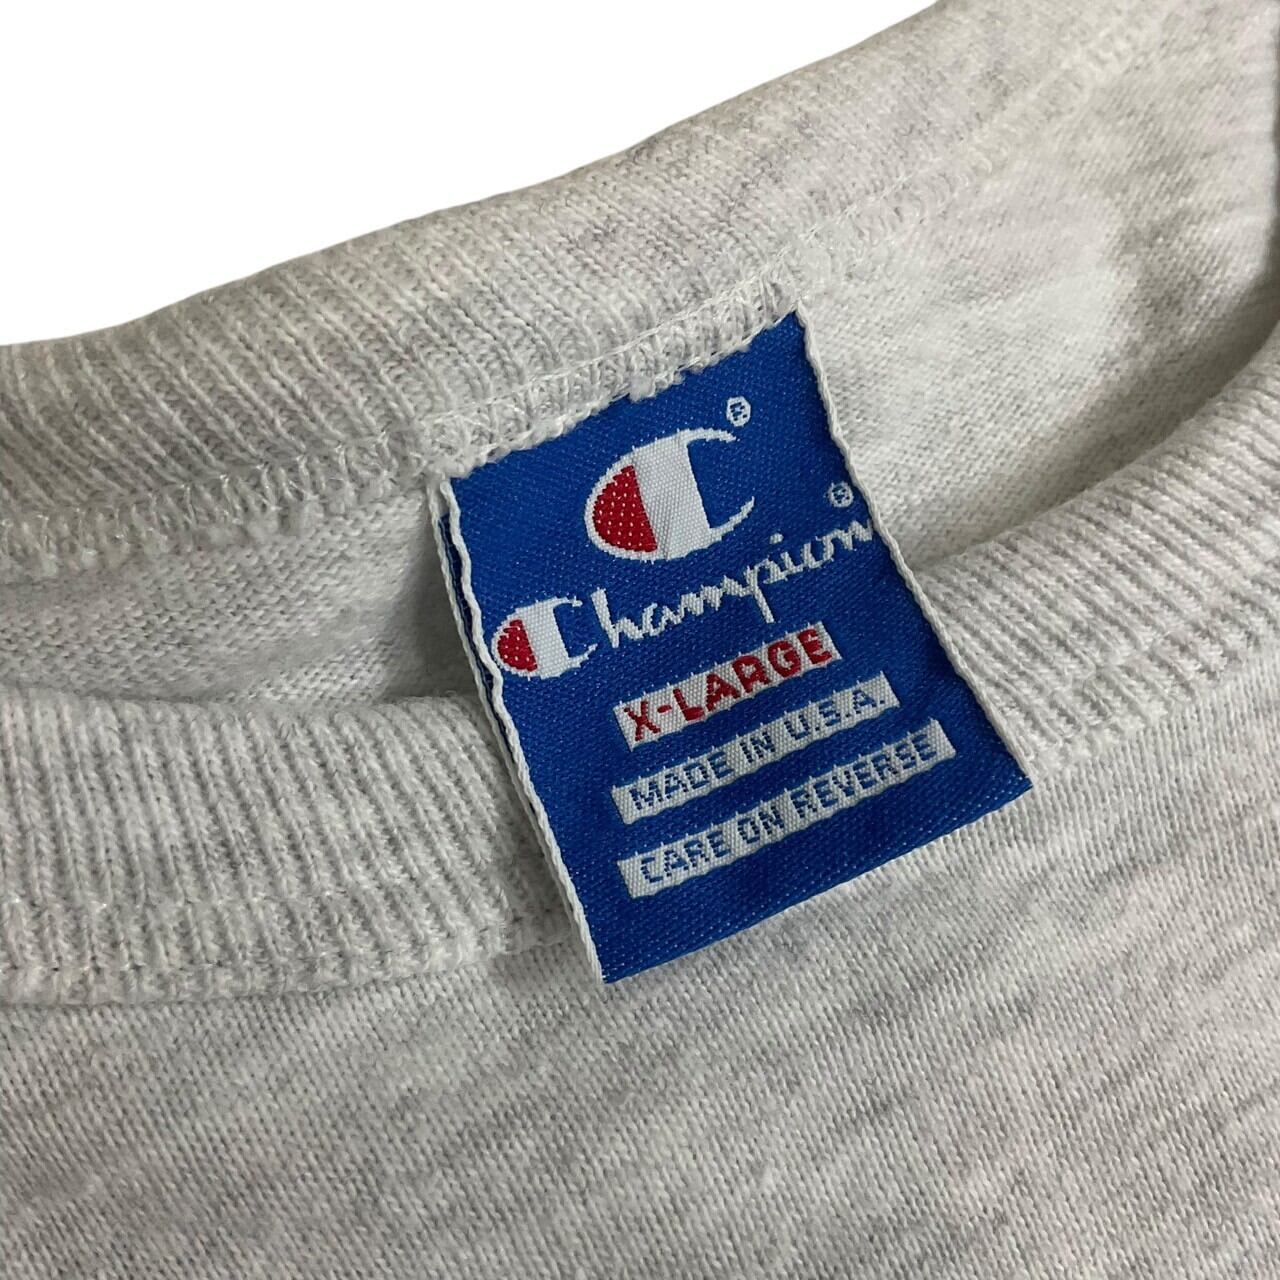 ®
Champion®
X-LARGE
MADE IN U.S.A.
CARE ON REVERSE